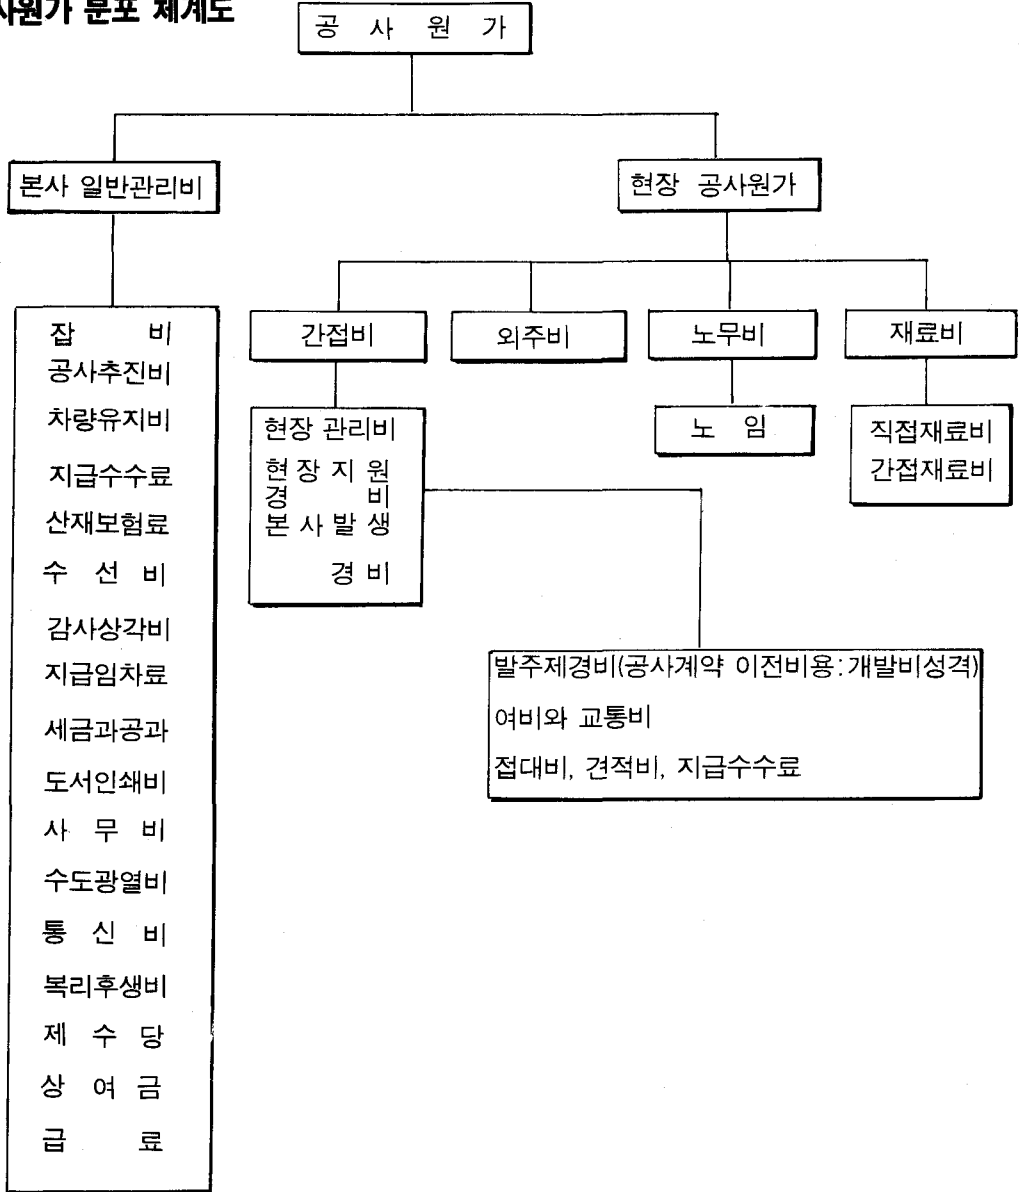 사원가 분포 체계도
공 사 원 가
본사 일반관리비
현장 공사원가
간접비
외주비
노무비
재료비
잡 비
공사추진비
차량유지비
지급수수료
산재보험료
수 선 비
감사상각비
지급임차료
세금과공과
도서인쇄비
사 무 비
수도광열비
통 신 비
복리후생비
제 수 당
상 여 금
급 료
현장 관리비
현장지원
경 비
본사발생
경비
노 임
직접재료비
간접재료비
발주제경비(공사계약 이전비용:개발비성격)
여비와 교통비
접대비, 견적비, 지급수수료